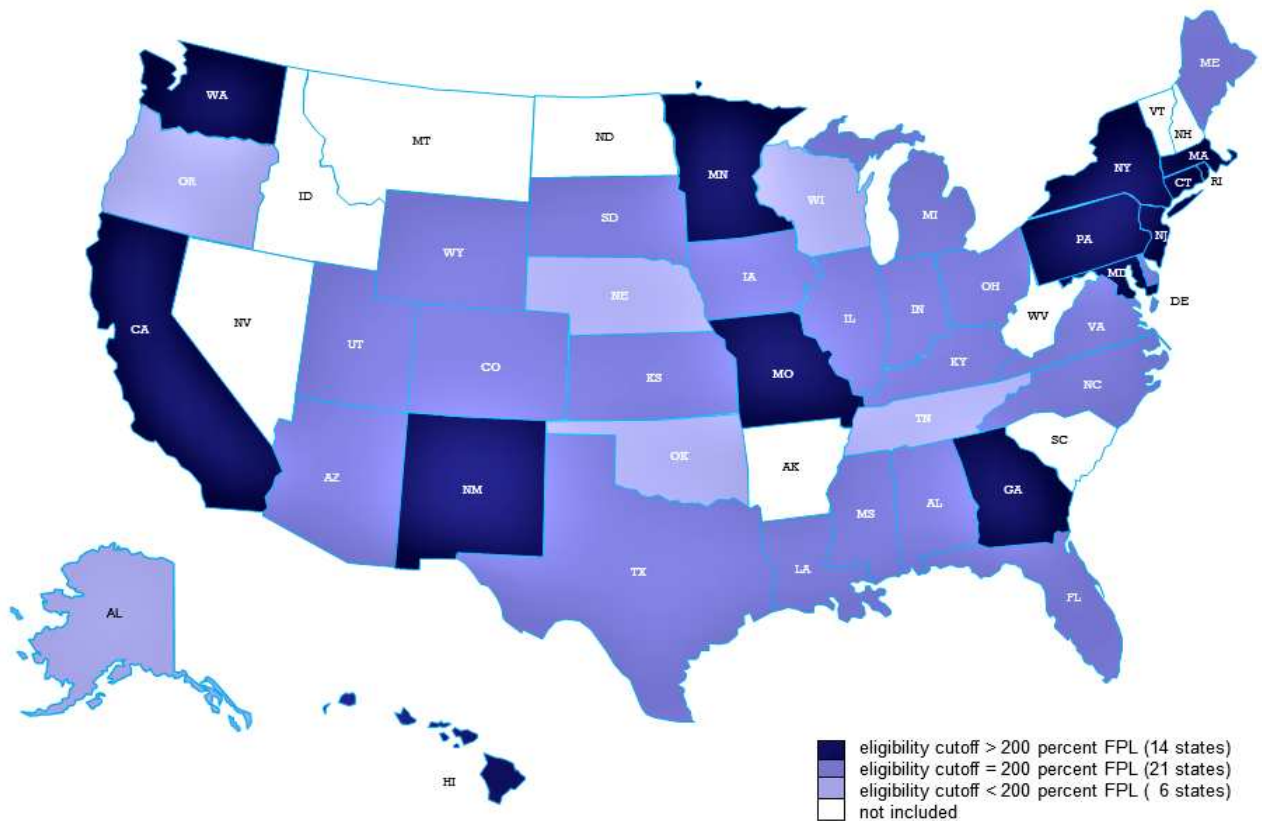 ME
WA
VT
NH
MT
ND
MN
NY
MA
CT
RI
OR
ID
SD
WI
MI
PA
NJ
WY
IA
MD
NE
OH
DE
CA
NV
UT
CO
IL
IN
WV
VA
KS
MO
KY
NC
TN
AZ
NM
OK
AK
SC
MS
AL
GA
TX
LA
FL
AL
HI
eligibility cutoff > 200 percent FPL (14 states)
eligibility cutoff = 200 percent FPL (21 states)
eligibility cutoff < 200 percent FPL ( 6 states)
not included